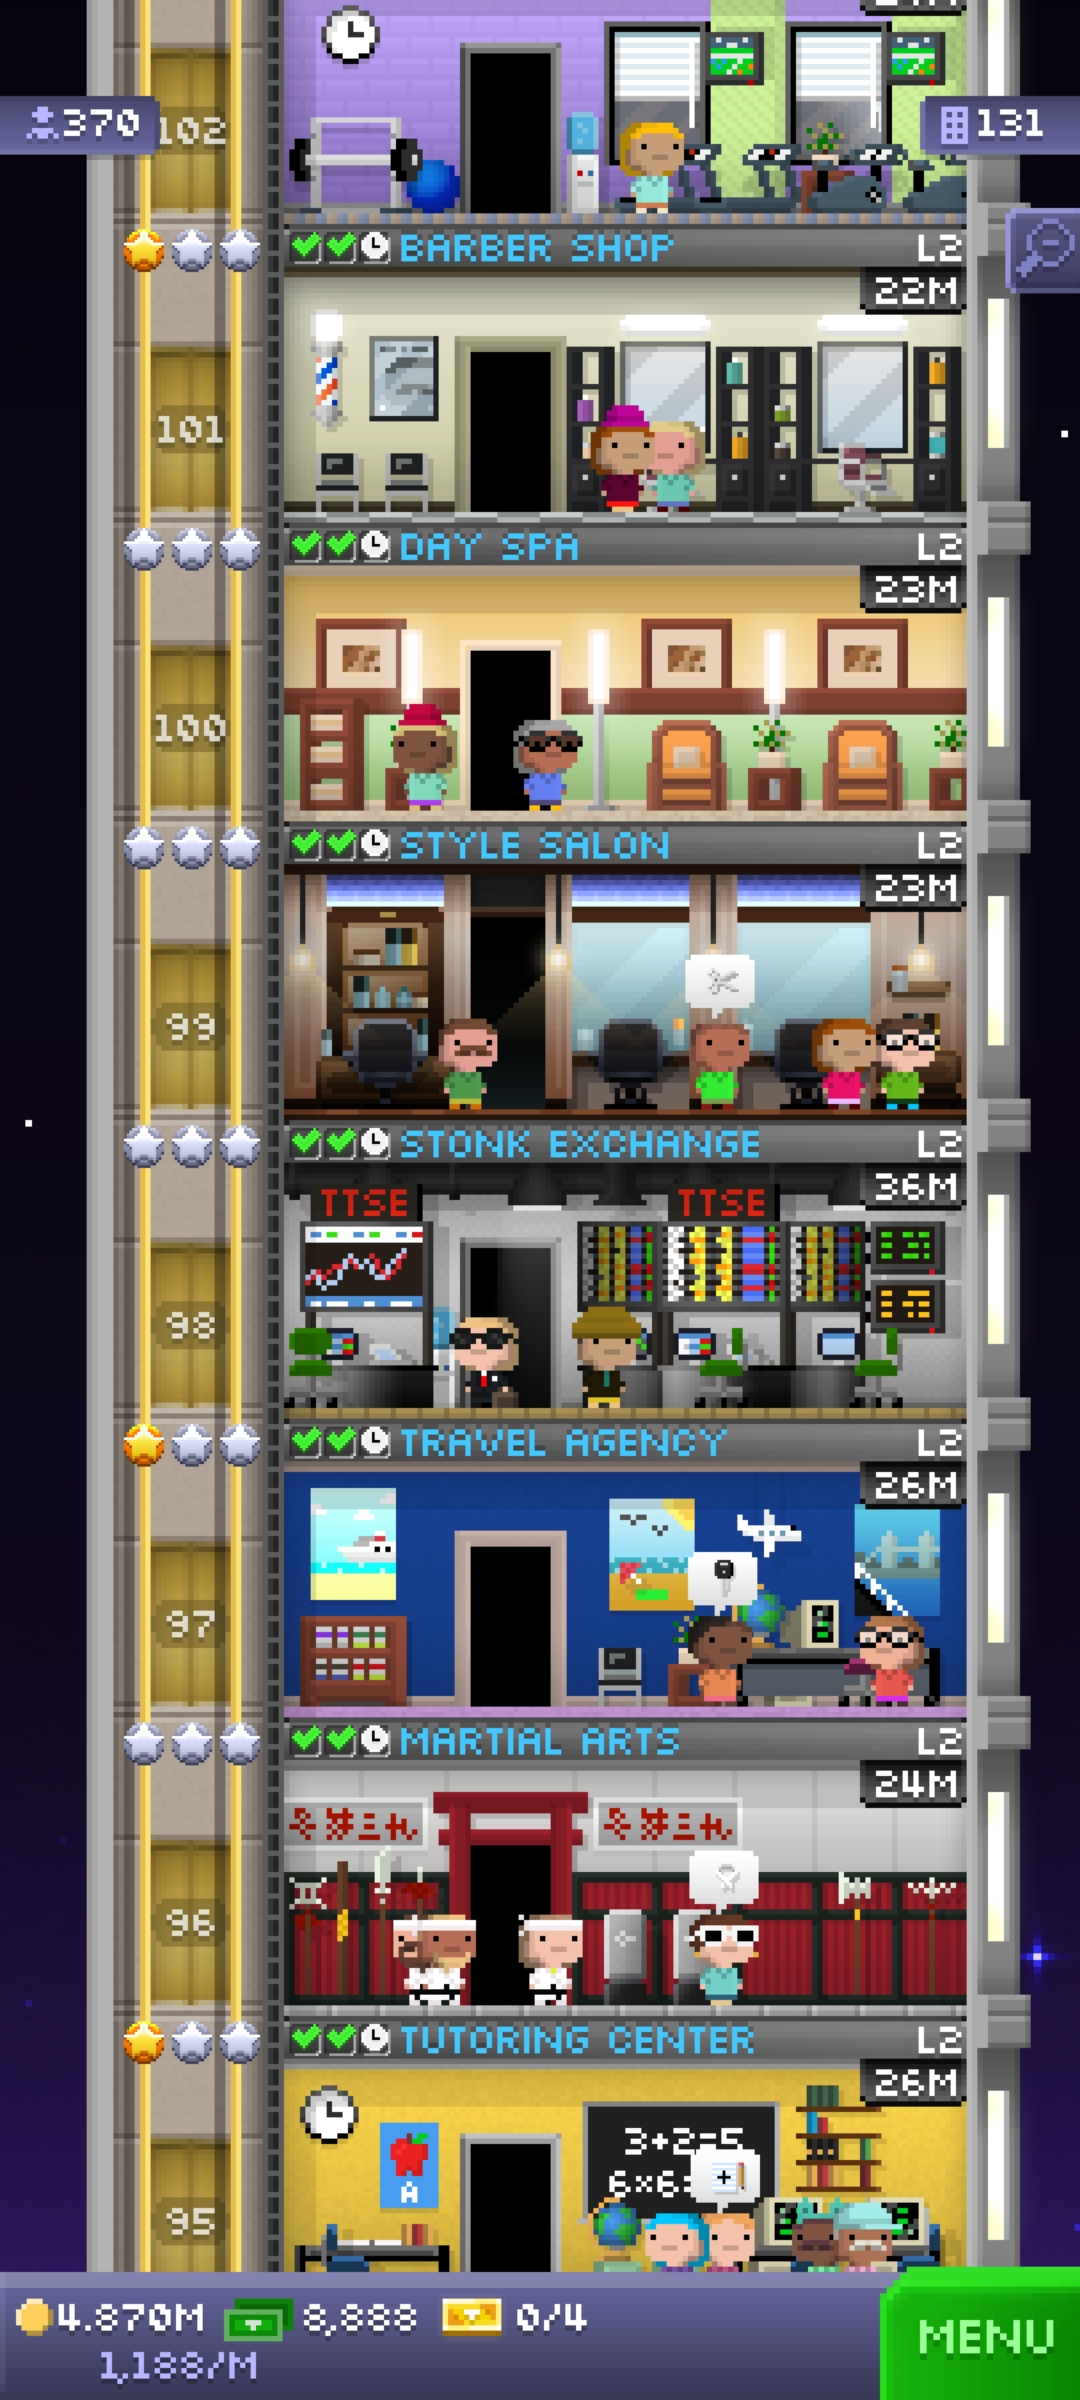 370
102
131
BARBER SHOP L2
22M
101
DAY SPA L2
23M
100
STYLE SALON L2
23M
99
STONK EXCHANGE L2
36M
TTSE TTSE
98
TRAVEL AGENCY L2
26M
97
MARTIAL ARTS L2
24M
96
TUTORING CENTER L2
26M
3+2=5
6×6=
A
95
4.870M 8,888 0/4
1,188/M
MENU